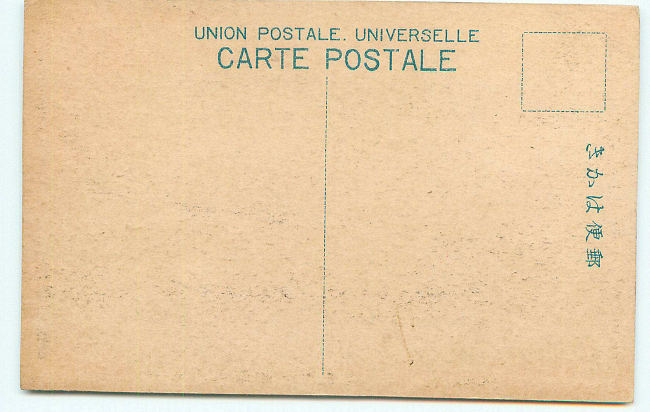 UNION POSTALE. UNIVERSELLE
CARTE POSTALE
きかは便郵